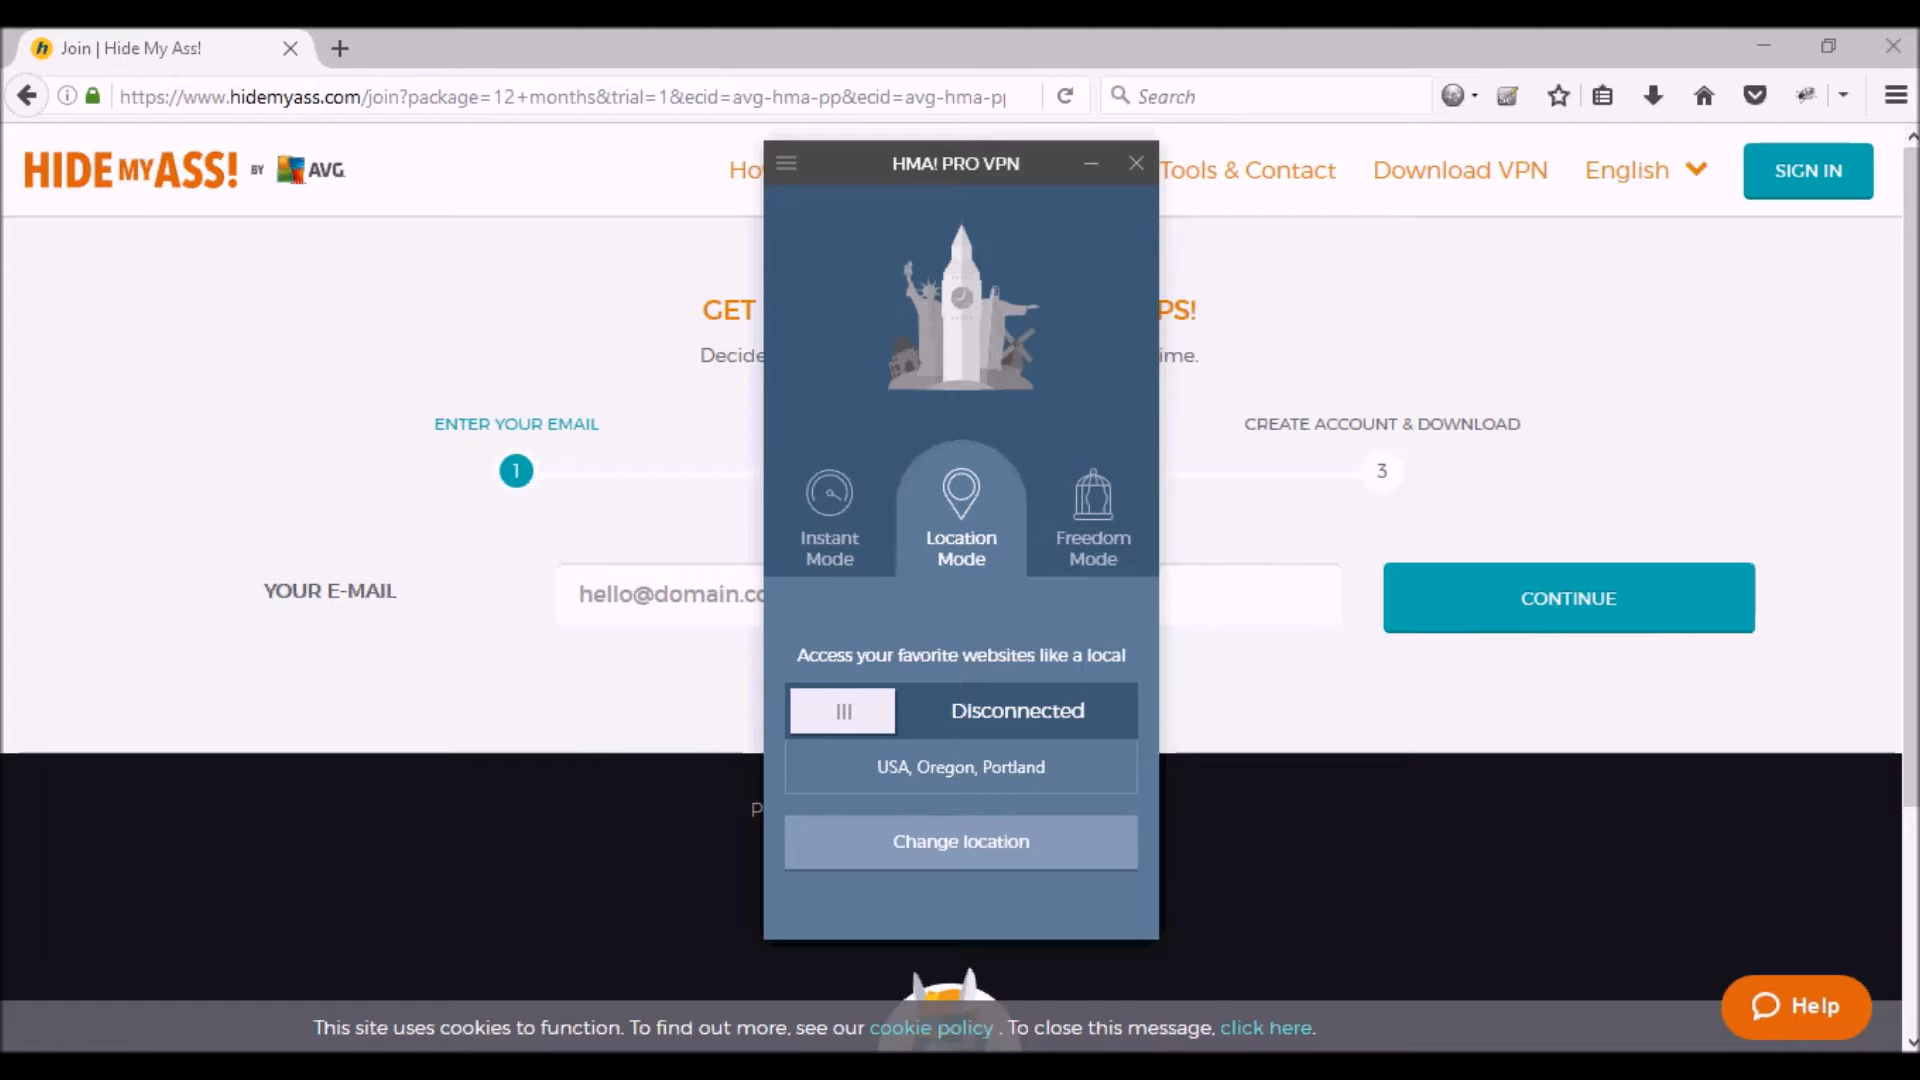 Join | Hide My Ass!
https://www.hidemyass.com/join?package=12+months&trial=1&ecid=avg-hma-pp&ecid=avg-hma-pp
Search
HIDE MY ASS! BY AVG
Tools & Contact
Download VPN
English
SIGN IN
HMA! PRO VPN
GET
PS!
Decide
ime.
ENTER YOUR EMAIL
CREATE ACCOUNT & DOWNLOAD
1
3
Instant Mode
Location Mode
Freedom Mode
YOUR E-MAIL
hello@domain.co
CONTINUE
Access your favorite websites like a local
III
Disconnected
USA, Oregon, Portland
Change location
This site uses cookies to function. To find out more, see our cookie policy . To close this message, click here.
Help